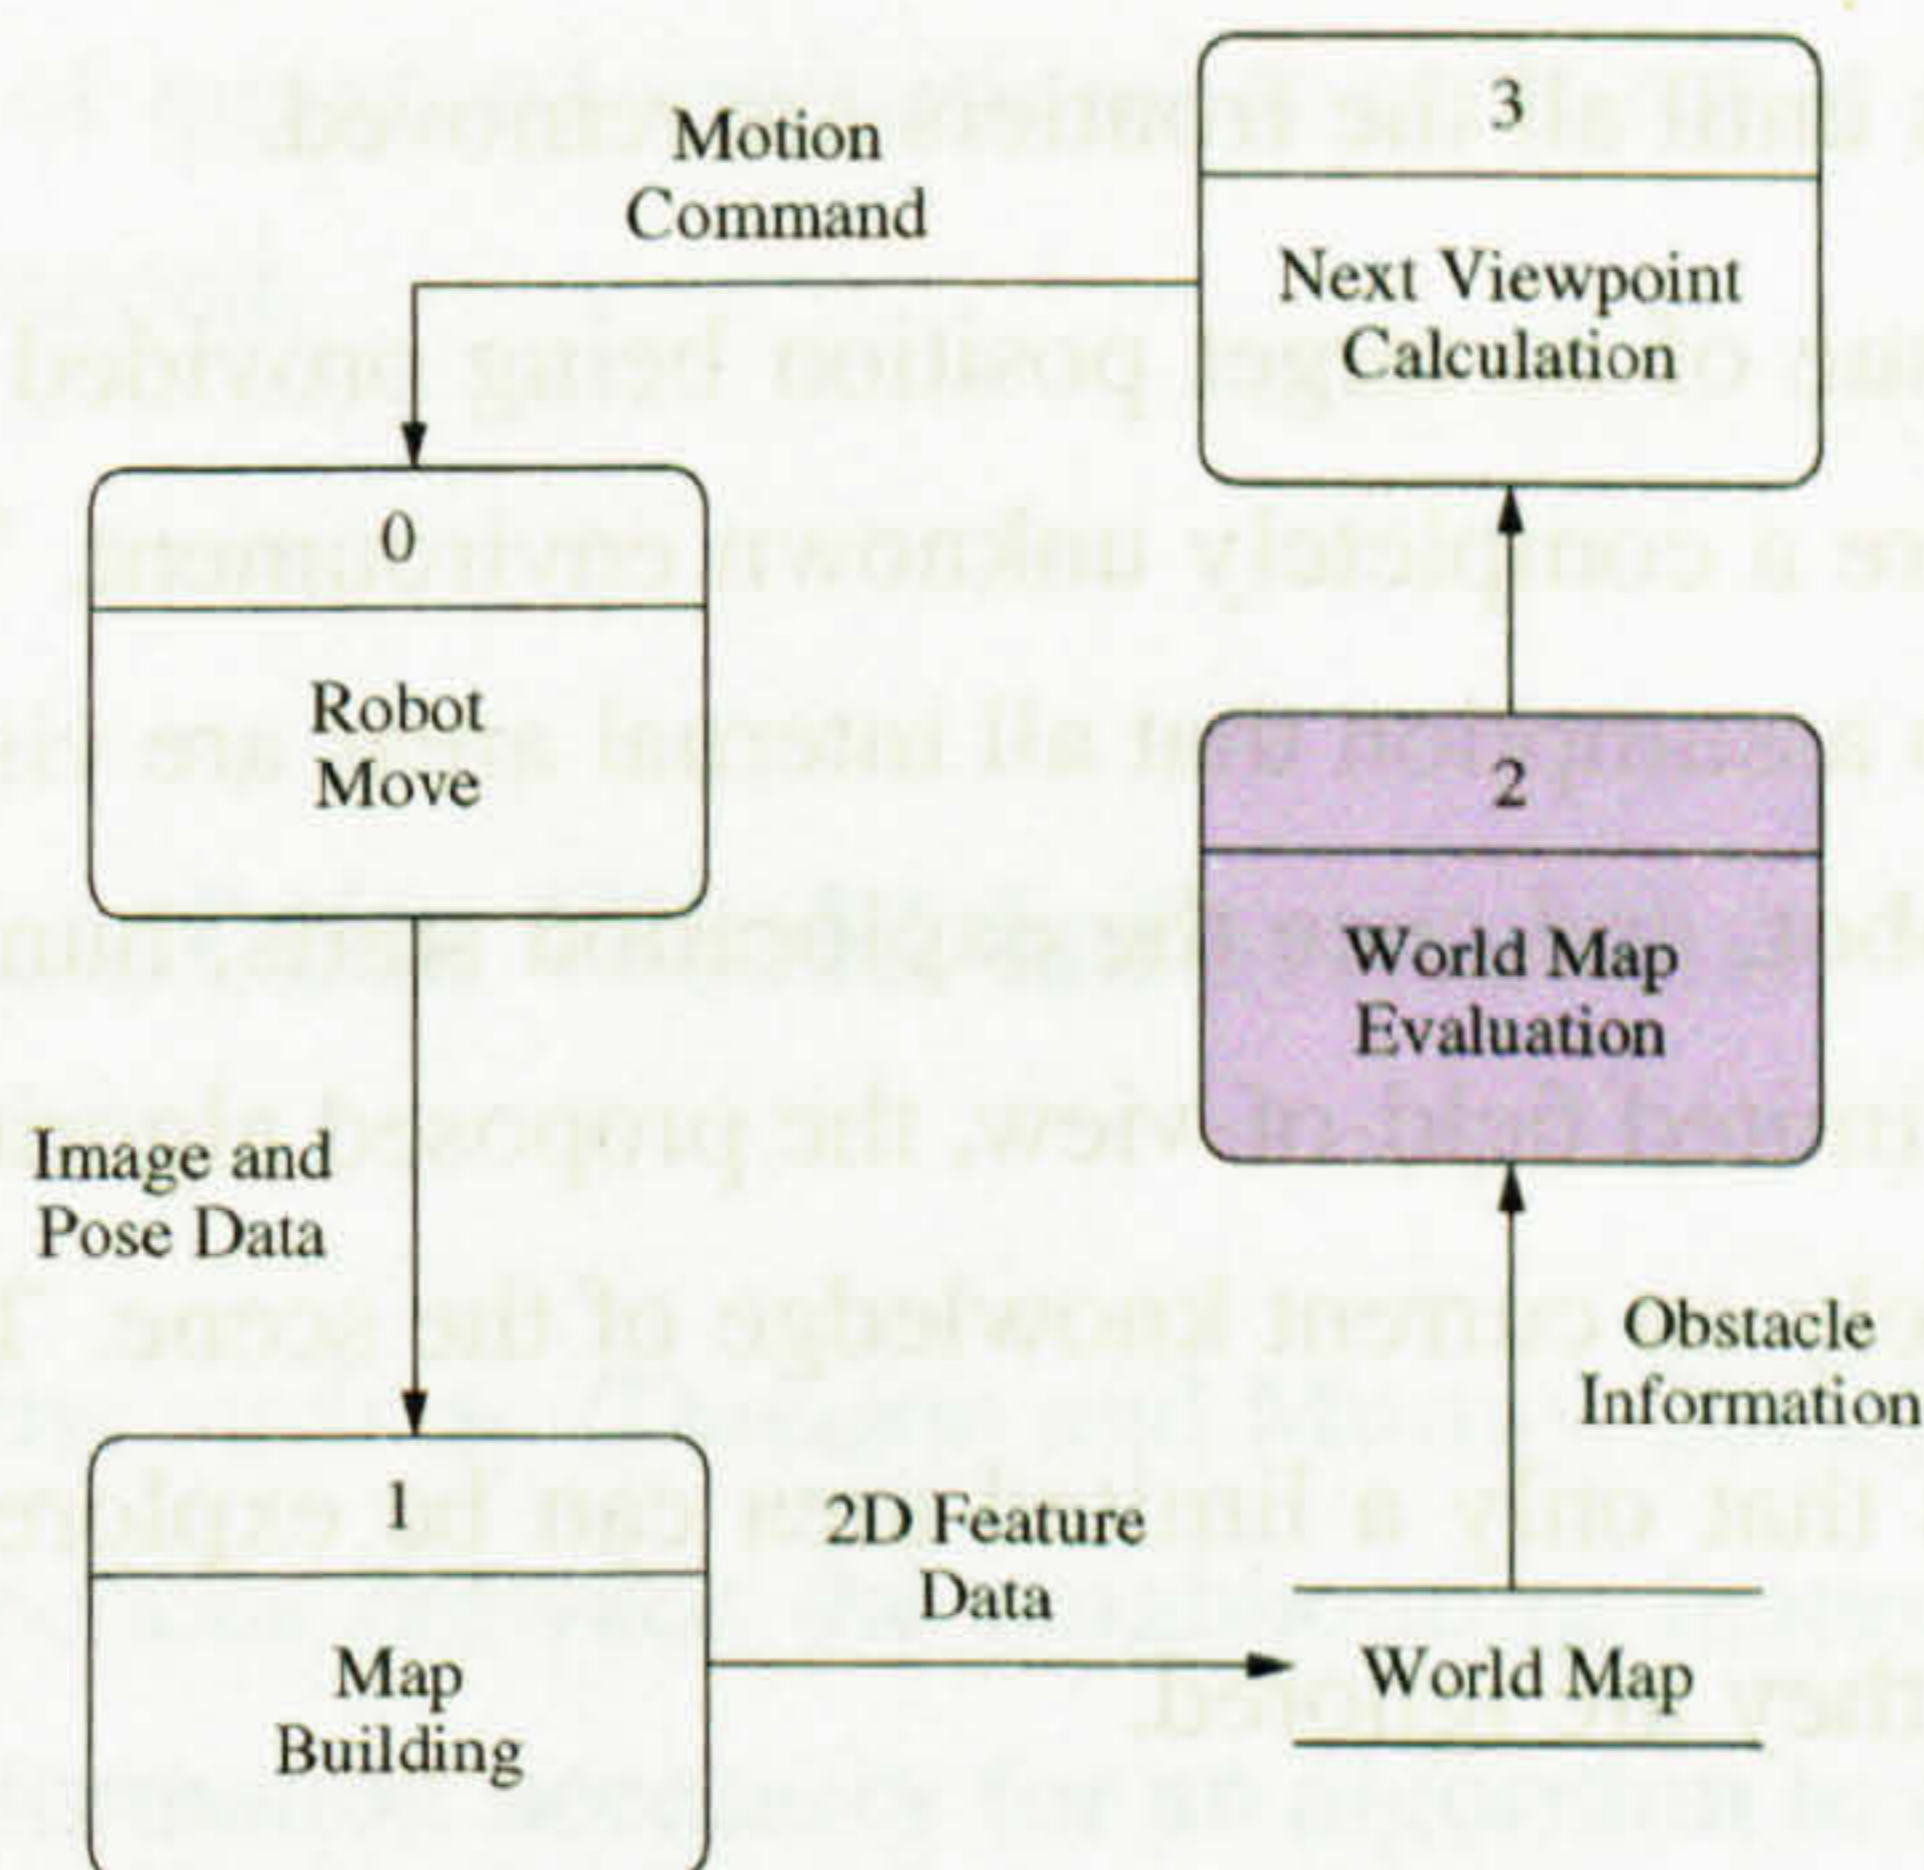 3
Motion
Command
Next Viewpoint
Calculation
0
Robot
Move
2
World Map
Evaluation
Image and
Pose Data
Obstacle
Information
1
2D Feature
Data
Map
Building
World Map